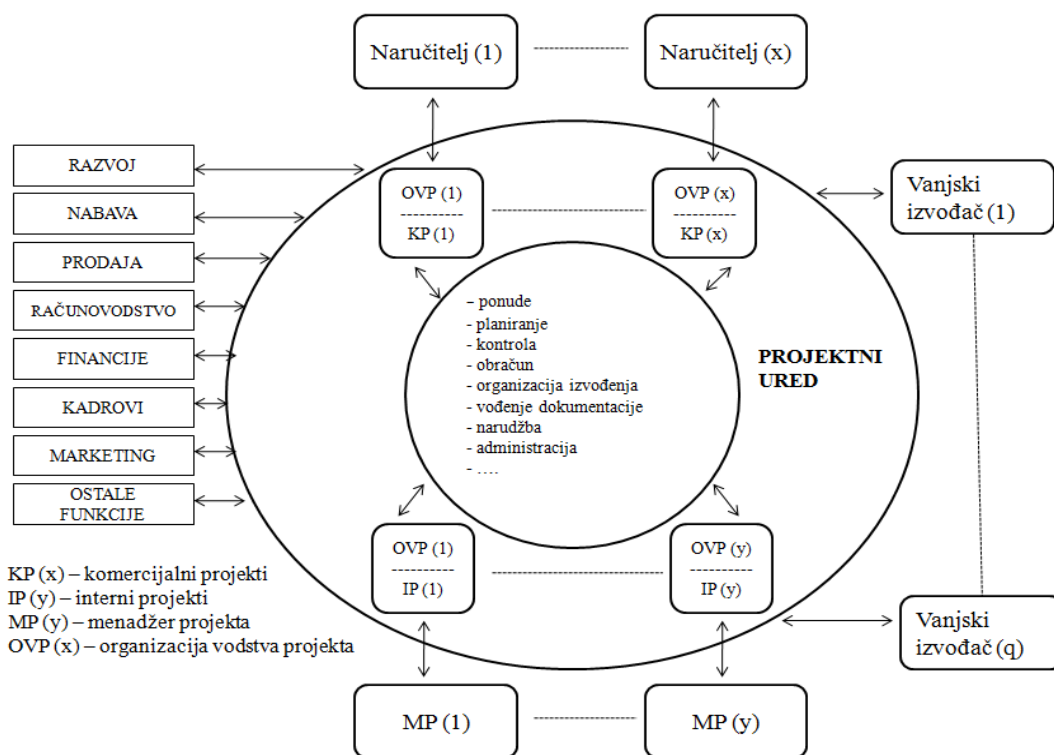 Naručitelj (1)
Naručitelj (x)
RAZVOJ
NABAVA
PRODAJA
RAČUNOVODSTVO
FINANCIJE
KADROVI
MARKETING
OSTALE
FUNKCIJE
OVP (1)
KP (1)
OVP (x)
KP (x)
Vanjski
izvođač (1)
- ponude
- planiranje
- kontrola
- obračun
- organizacija izvođenja
- vođenje dokumentacije
- narudžba
- administracija
- ....
PROJEKTNI
URED
OVP (1)
IP (1)
OVP (y)
IP (y)
Vanjski
izvođač (q)
KP (x) – komercijalni projekti
IP (y) – interni projekti
MP (y) – menadžer projekta
OVP (x) – organizacija vodstva projekta
MP (1)
MP (y)